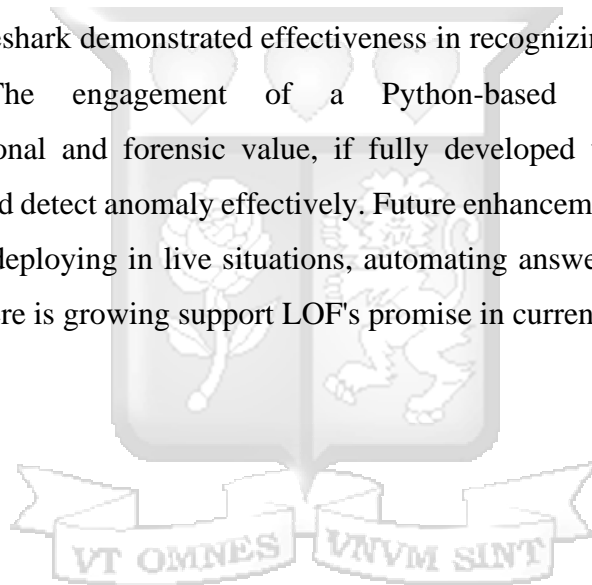 eshark demonstrated effectiveness in recognizin
The engagement of a Python-based
onal and forensic value, if fully developed
d detect anomaly effectively. Future enhancem
deploying in live situations, automating answe
ere is growing support LOF's promise in curren
VT OMNES VNVM SINT